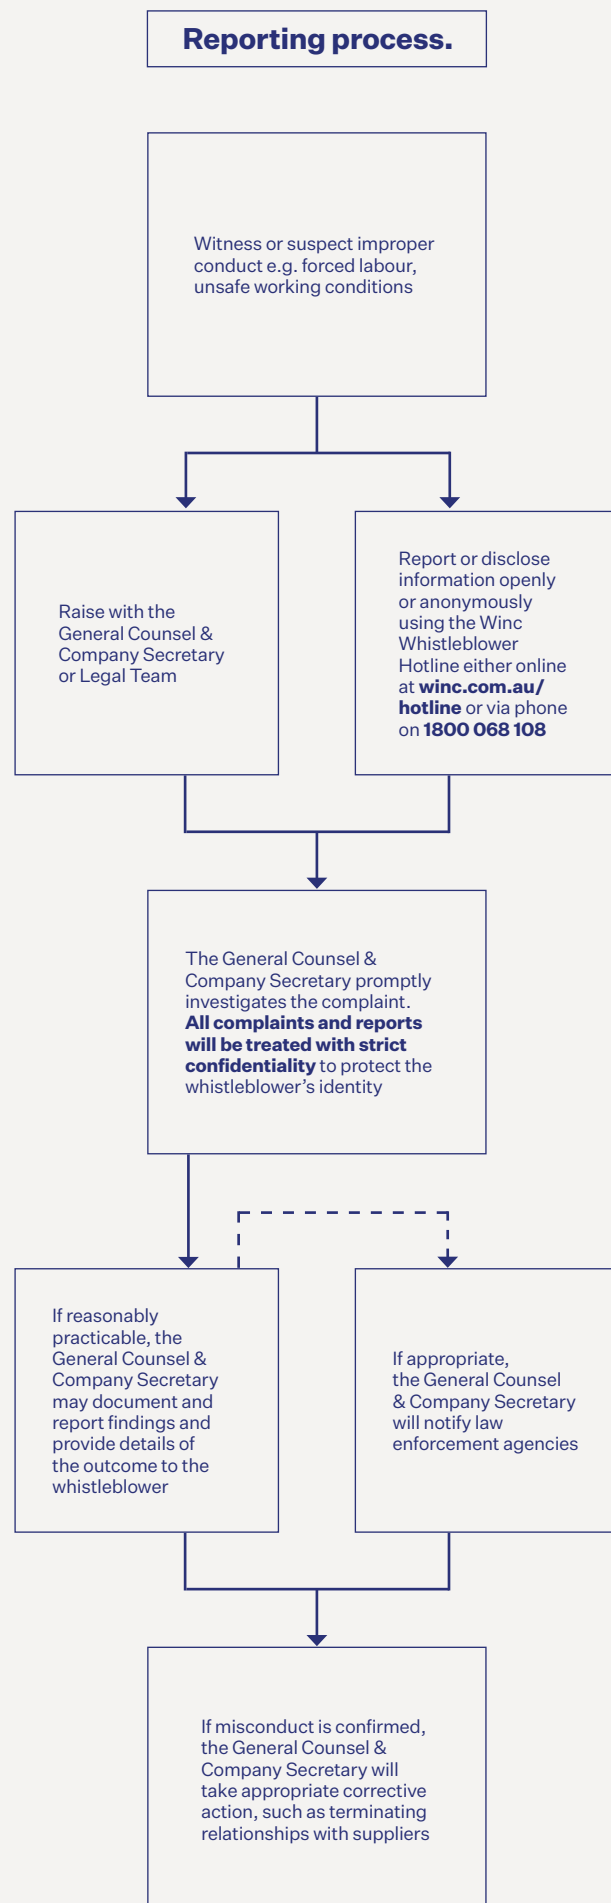 Reporting process.
Witness or suspect improper
conduct e.g. forced labour,
unsafe working conditions
Raise with the
General Counsel &
Company Secretary
or Legal Team
Report or disclose
information openly
or anonymously
using the Winc
Whistleblower
Hotline either online
at winc.com.au/
hotline or via phone
on 1800 068 108
The General Counsel &
Company Secretary promptly
investigates the complaint.
All complaints and reports
will be treated with strict
confidentiality to protect the
whistleblower's identity
If reasonably
practicable, the
General Counsel &
Company Secretary
may document and
report findings and
provide details of
the outcome to the
whistleblower
If appropriate,
the General Counsel
& Company Secretary
will notify law
enforcement agencies
If misconduct is confirmed,
the General Counsel &
Company Secretary will
take appropriate corrective
action, such as terminating
relationships with suppliers